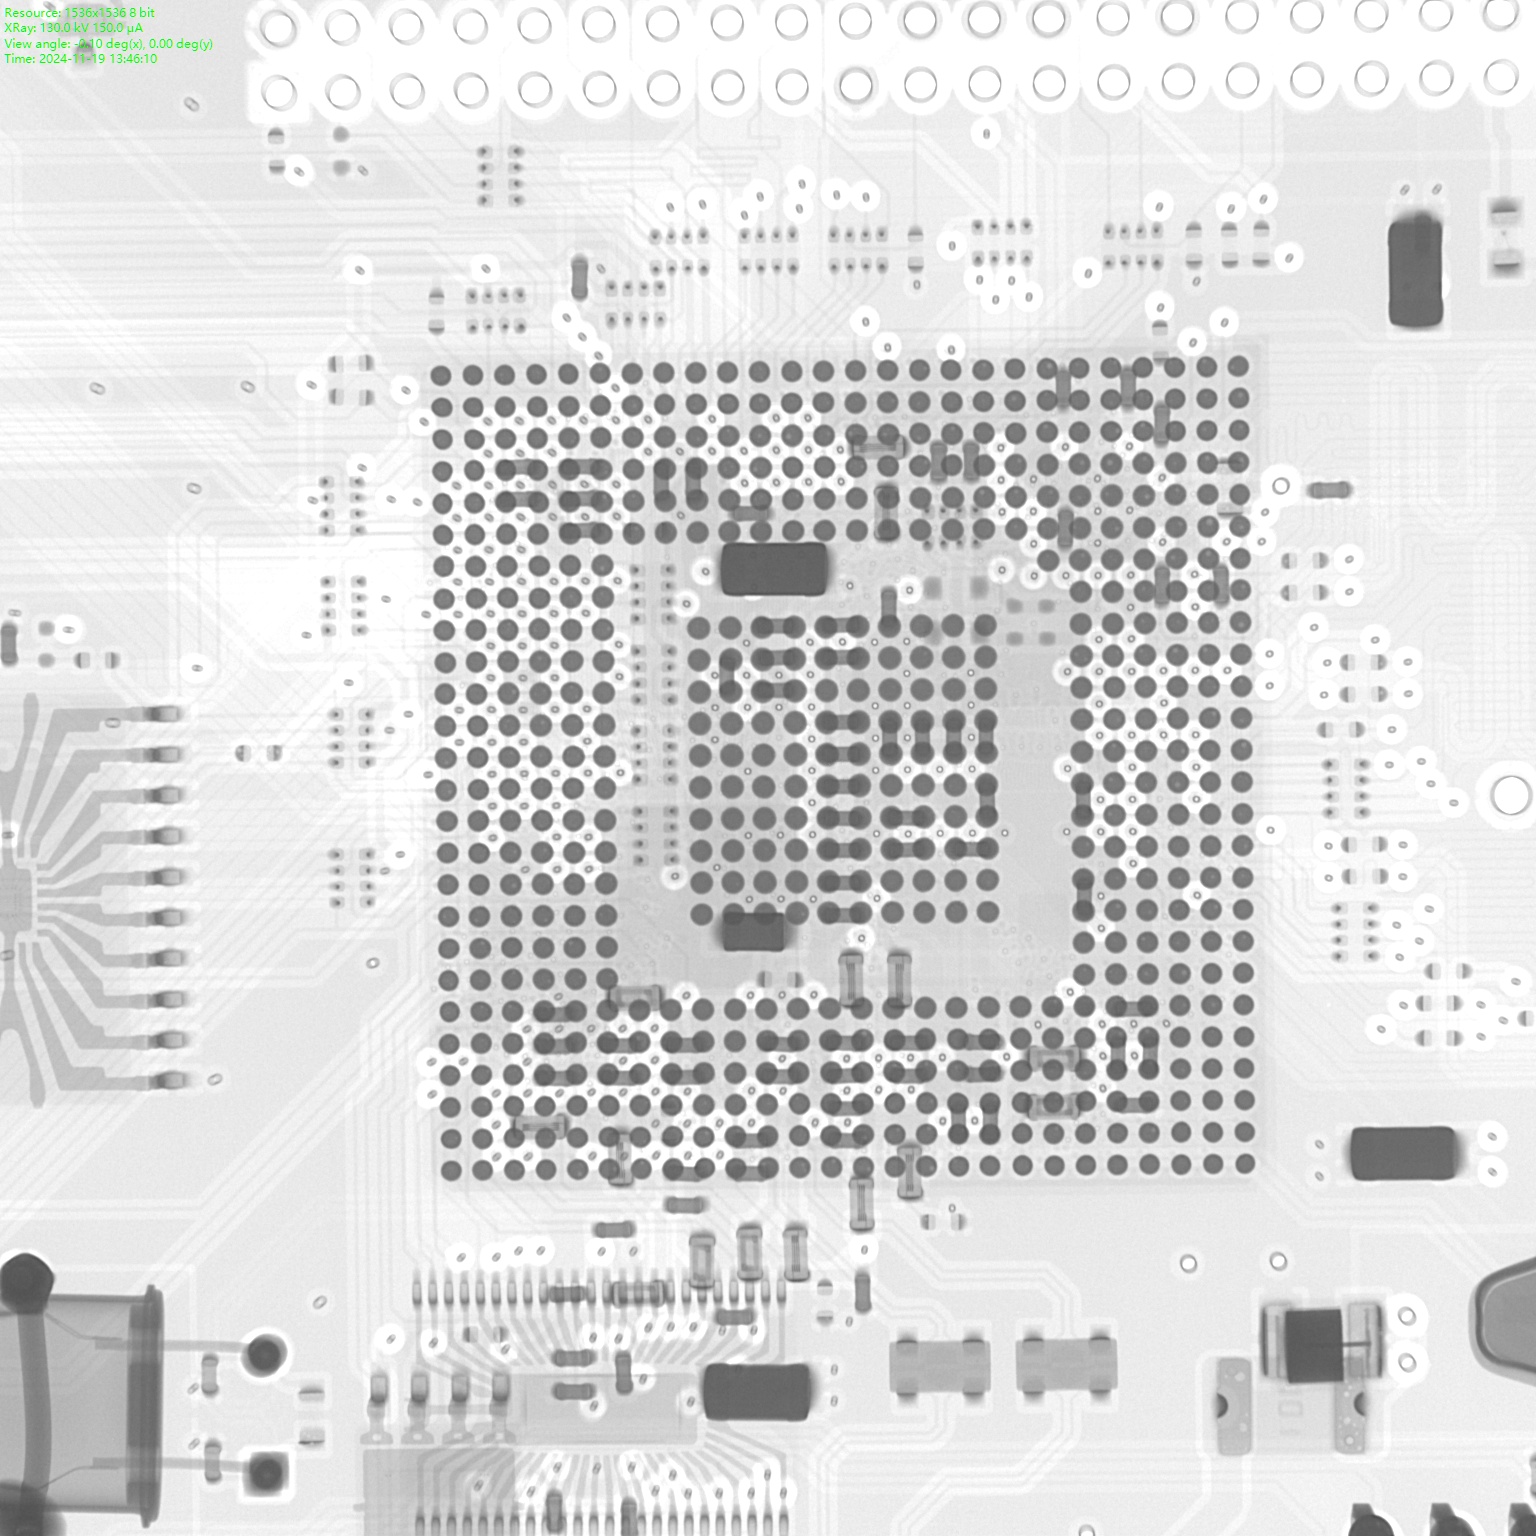 Resource: 1536x1536 8 bit
XRay: 130.0 kV 150.0 µA
View angle: -0.10 deg(x), 0.00 deg(y)
Time: 2024-11-19 13:46:10